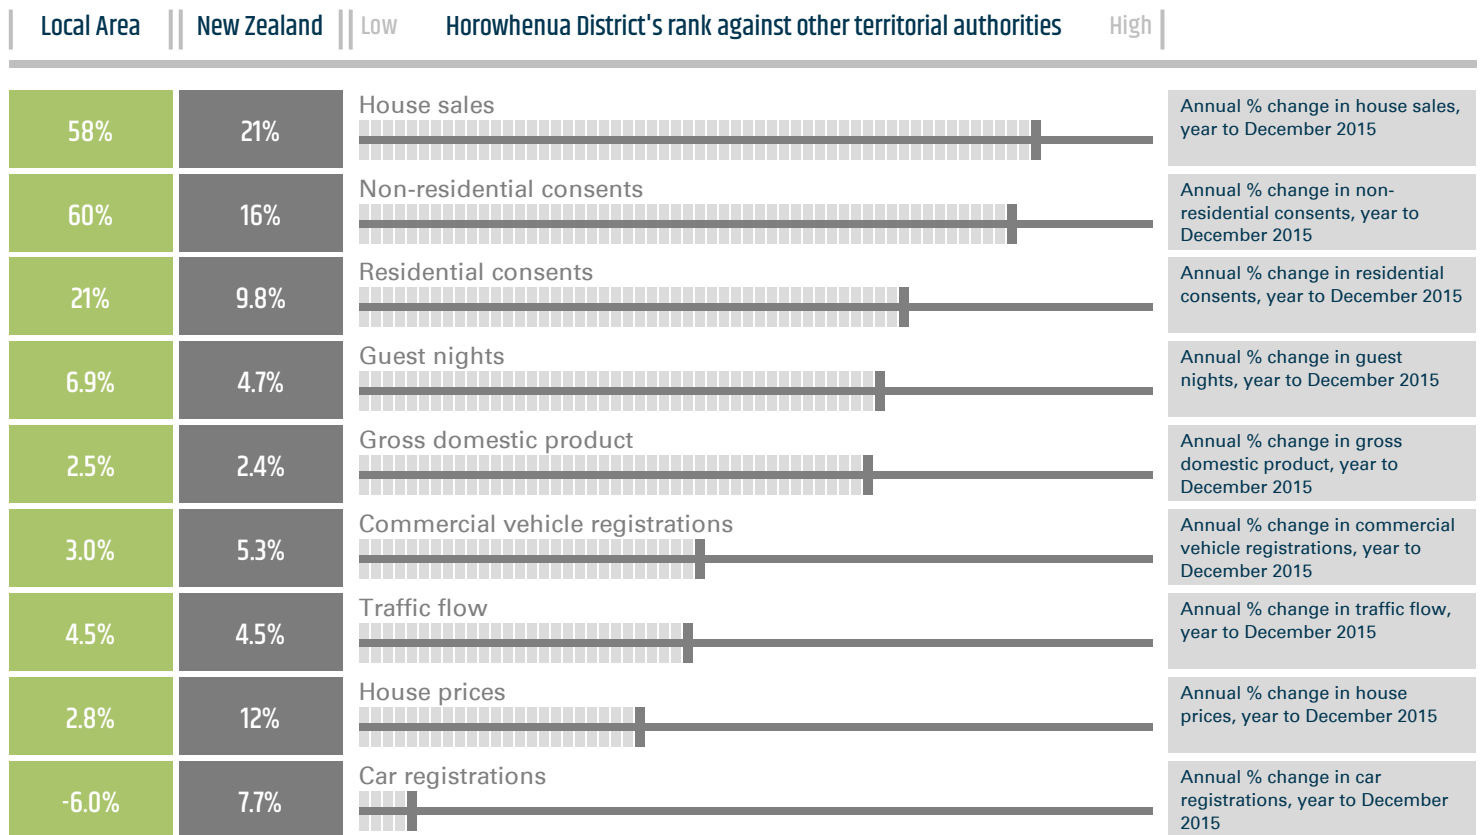 Local Area New Zealand Low Horowhenua District's rank against other territorial authorities High
House sales
58% 21%
Annual % change in house sales,
year to December 2015
Non-residential consents
60% 16%
Annual % change in non-
residential consents, year to
December 2015
Residential consents
21% 9.8%
Annual % change in residential
consents, year to December 2015
Guest nights
6.9% 4.7%
Annual % change in guest
nights, year to December 2015
Gross domestic product
2.5% 2.4%
Annual % change in gross
domestic product, year to
December 2015
Commercial vehicle registrations
3.0% 5.3%
Annual % change in commercial
vehicle registrations, year to
December 2015
Traffic flow
4.5% 4.5%
Annual % change in traffic flow,
year to December 2015
House prices
2.8% 12%
Annual % change in house
prices, year to December 2015
Car registrations
-6.0% 7.7%
Annual % change in car
registrations, year to December
2015